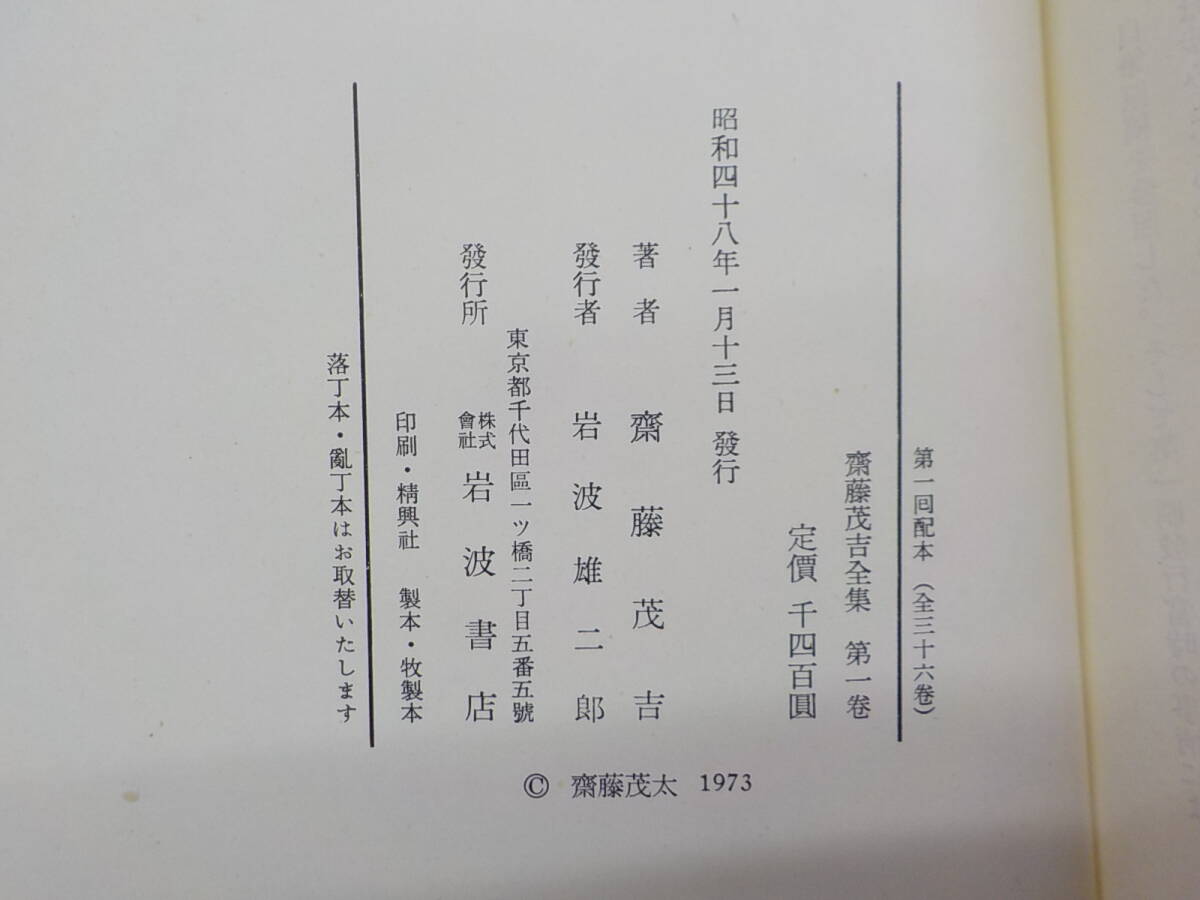 第一回配本（全三十六卷）
齋藤茂吉全集　第一卷
定價 千四百圓
昭和四十八年一月十三日 發行
著者　齋藤茂吉
發行者　岩波雄二郎
東京都千代田區一ツ橋二丁目五番五號
發行所　株式會社 岩波書店
印刷・精興社　製本・牧製本
落丁本・亂丁本はお取替いたします
© 齋藤茂太 1973